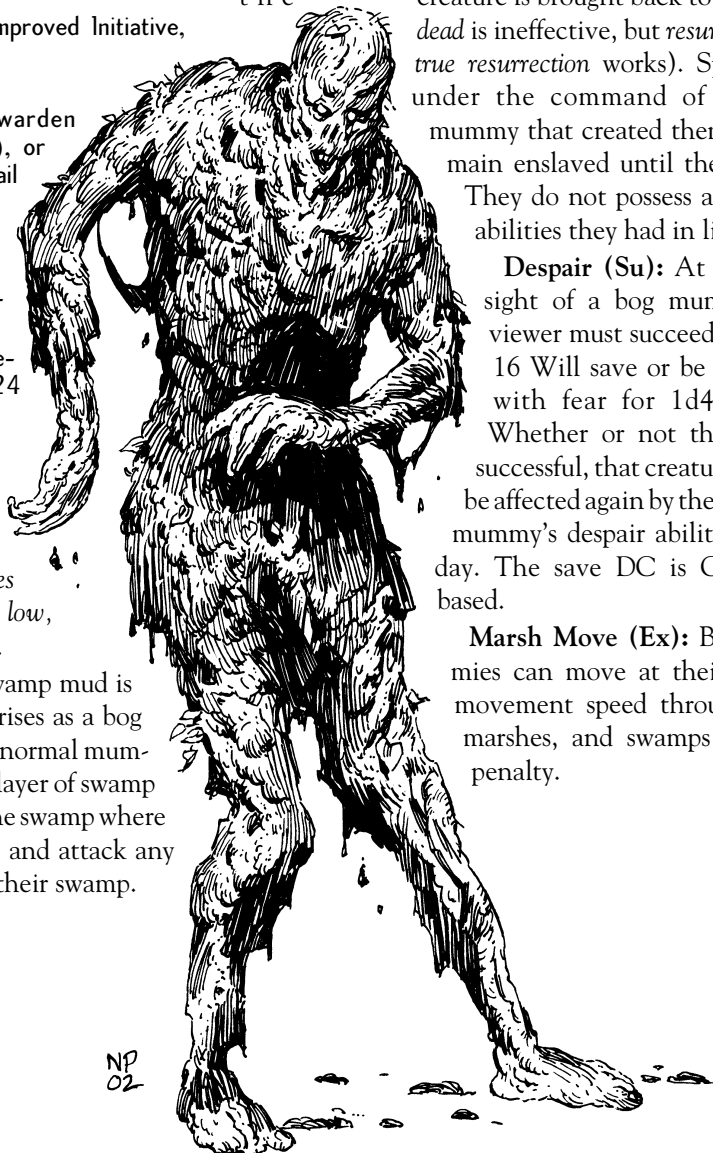 t h e
mproved Initiative,
warden
), or
ail
-
e-
24
es
low,
.
wamp mud is
rises as a bog
normal mum-
layer of swamp
he swamp where
and attack any
their swamp.
creature is brought back to
dead is ineffective, but resur
true resurrection works). Sp
under the command of
mummy that created them
main enslaved until the
They do not possess a
abilities they had in li
Despair (Su): At
sight of a bog mum
viewer must succeed
16 Will save or be
with fear for 1d4
Whether or not th
successful, that creatu
be affected again by the
mummy's despair abilit
day. The save DC is C
based.
Marsh Move (Ex): B
mies can move at their
movement speed throu
marshes, and swamps
penalty.
NP
02